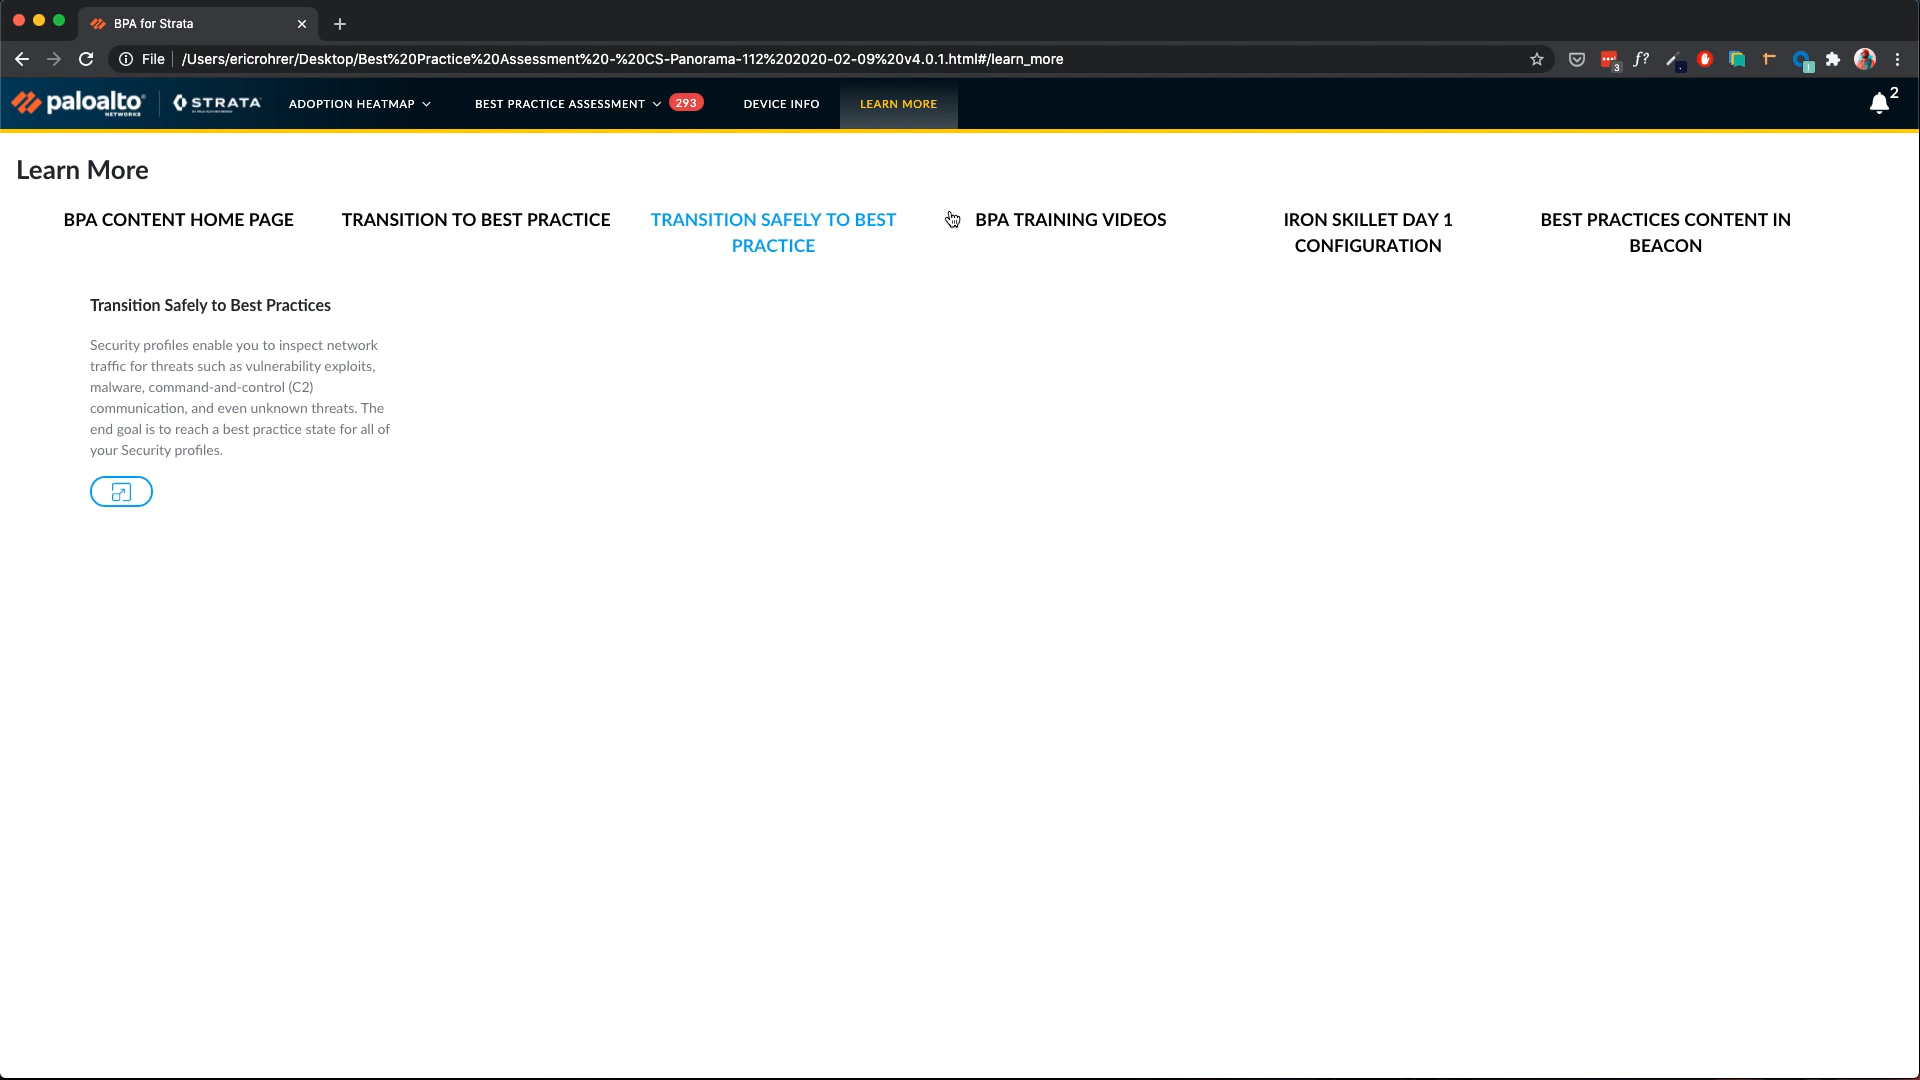 BPA for Strata
File
/Users/ericrohrer/Desktop/Best%20Practice%20Assessment%20-%20CS-Panorama-112%202020-02-09%20v4.0.1.html#/learn_more
3
f?
paloalto NETWORKS
STRATA
ADOPTION HEATMAP
BEST PRACTICE ASSESSMENT 293
DEVICE INFO
LEARN MORE
2
Learn More
BPA CONTENT HOME PAGE
TRANSITION TO BEST PRACTICE
TRANSITION SAFELY TO BEST
PRACTICE
BPA TRAINING VIDEOS
IRON SKILLET DAY 1
CONFIGURATION
BEST PRACTICES CONTENT IN
BEACON
Transition Safely to Best Practices
Security profiles enable you to inspect network
traffic for threats such as vulnerability exploits,
malware, command-and-control (C2)
communication, and even unknown threats. The
end goal is to reach a best practice state for all of
your Security profiles.